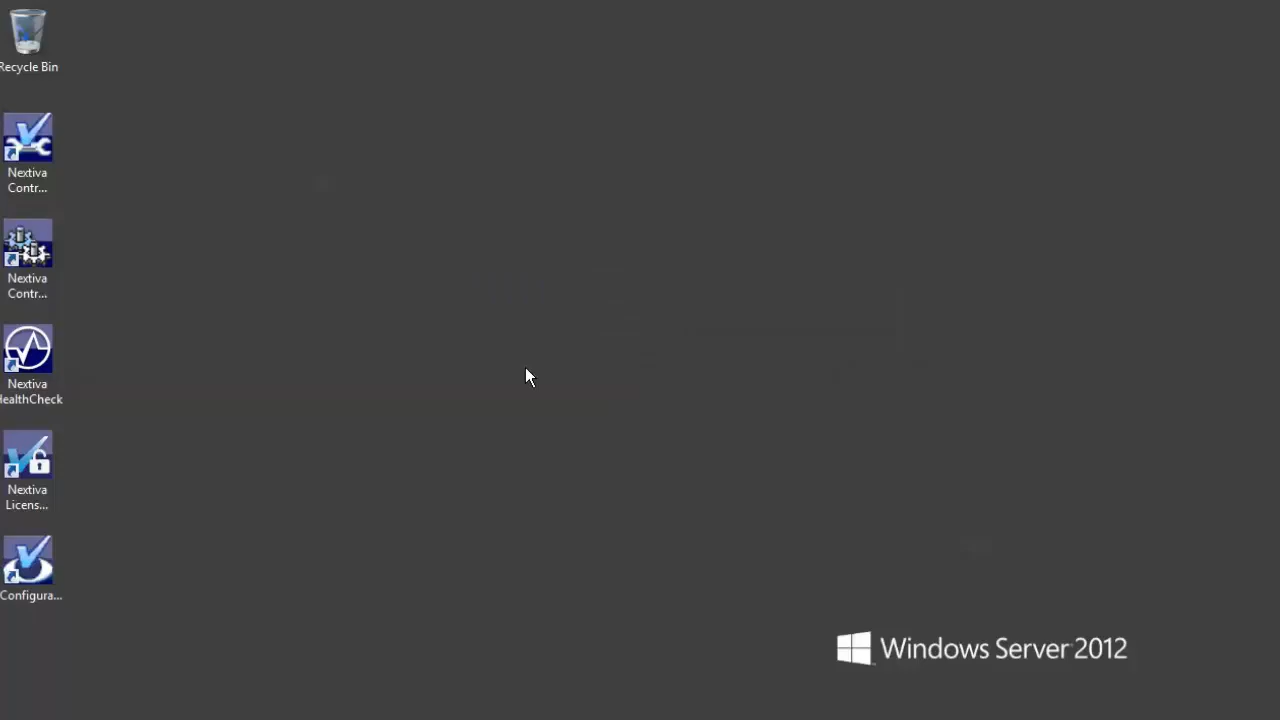 Recycle Bin
Nextiva
Contr...
Nextiva
Contr...
Nextiva
HealthCheck
Nextiva
Licens...
Configura...
Windows Server 2012